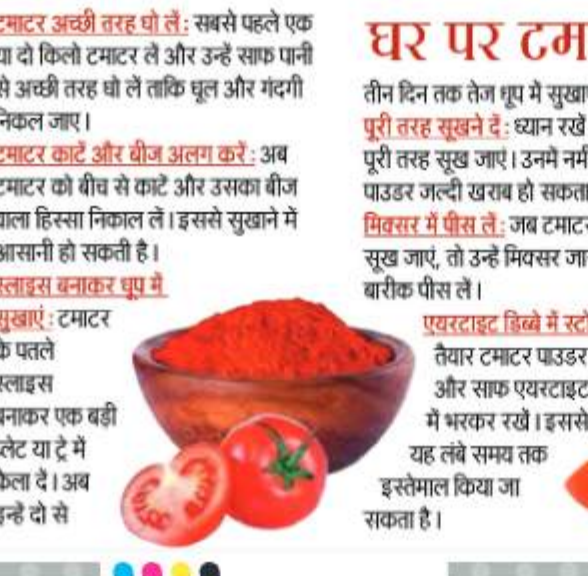 टमाटर अच्छी तरह धो लें : सबसे पहले एक
या दो किलो टमाटर लें और उन्हें साफ पानी
से अच्छी तरह धो लें ताकि धूल और गंदगी
निकल जाए।
टमाटर काटें और बीज अलग करें : अब
टमाटर को बीच से काटें और उसका बीज
वाला हिस्सा निकाल लें। इससे सुखाने में
आसानी हो सकती है।
स्लाइस बनाकर धूप में
सुखाएं : टमाटर
के पतले
स्लाइस
बनाकर एक बड़ी
प्लेट या ट्रे में
फैला दें। अब
इन्हें दो से
घर पर टम
तीन दिन तक तेज धूप में सुखा
पूरी तरह सूखने दें : ध्यान रखें
पूरी तरह सूख जाएं। उनमें नमी
पाउडर जल्दी खराब हो सकता
मिक्सर में पीस लें : जब टमाटर
सूख जाएं, तो उन्हें मिक्सर जा
बारीक पीस लें।
एयरटाइट डिब्बे में स्टो
तैयार टमाटर पाउडर
और साफ एयरटाइट
में भरकर रखें। इससे
यह लंबे समय तक
इस्तेमाल किया जा
सकता है।